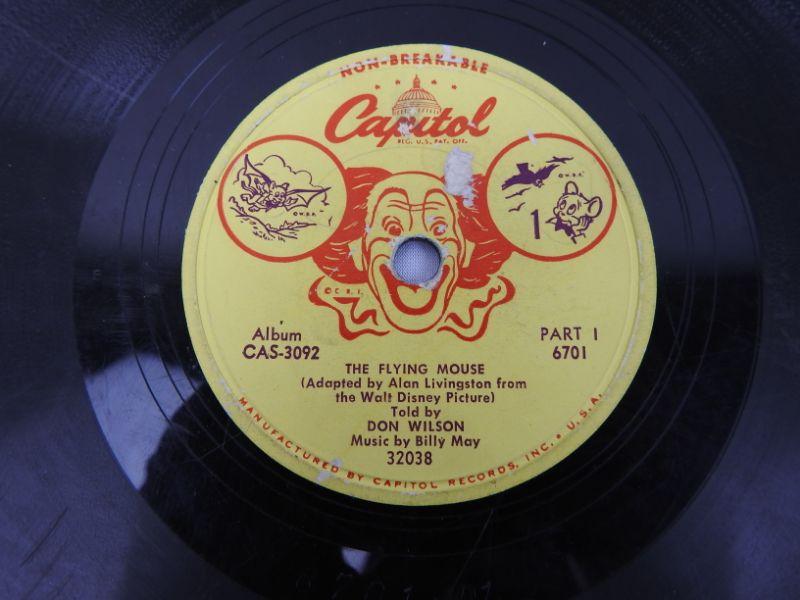 NON-BREAKABLE
Capitol
REG. U.S. PAT. OFF.
©W.D.P.
©W.D.P.
1
© C. R. I.
Album
CAS-3092
PART 1
6701
THE FLYING MOUSE
(Adapted by Alan Livingston from
the Walt Disney Picture)
Told by
DON WILSON
Music by Billy May
32038
MANUFACTURED BY CAPITOL RECORDS, INC. • U.S.A.